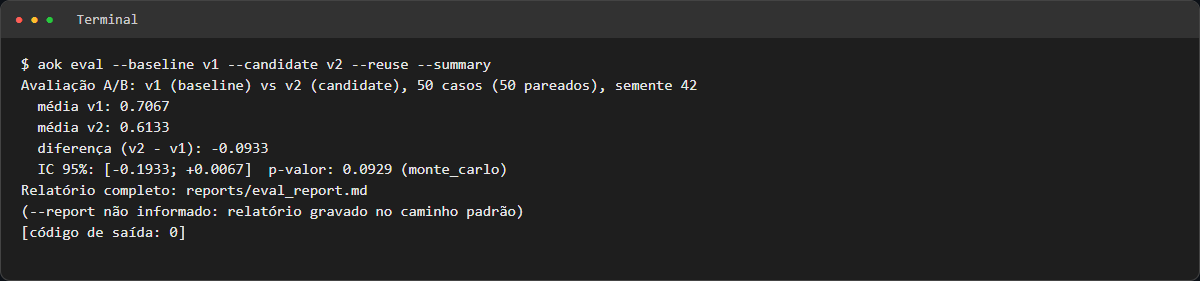 Terminal
$ aok eval --baseline v1 --candidate v2 --reuse --summary
Avaliação A/B: v1 (baseline) vs v2 (candidate), 50 casos (50 pareados), semente 42
  média v1: 0.7067
  média v2: 0.6133
  diferença (v2 - v1): -0.0933
  IC 95%: [-0.1933; +0.0067]  p-valor: 0.0929 (monte_carlo)
Relatório completo: reports/eval_report.md
(--report não informado: relatório gravado no caminho padrão)
[código de saída: 0]